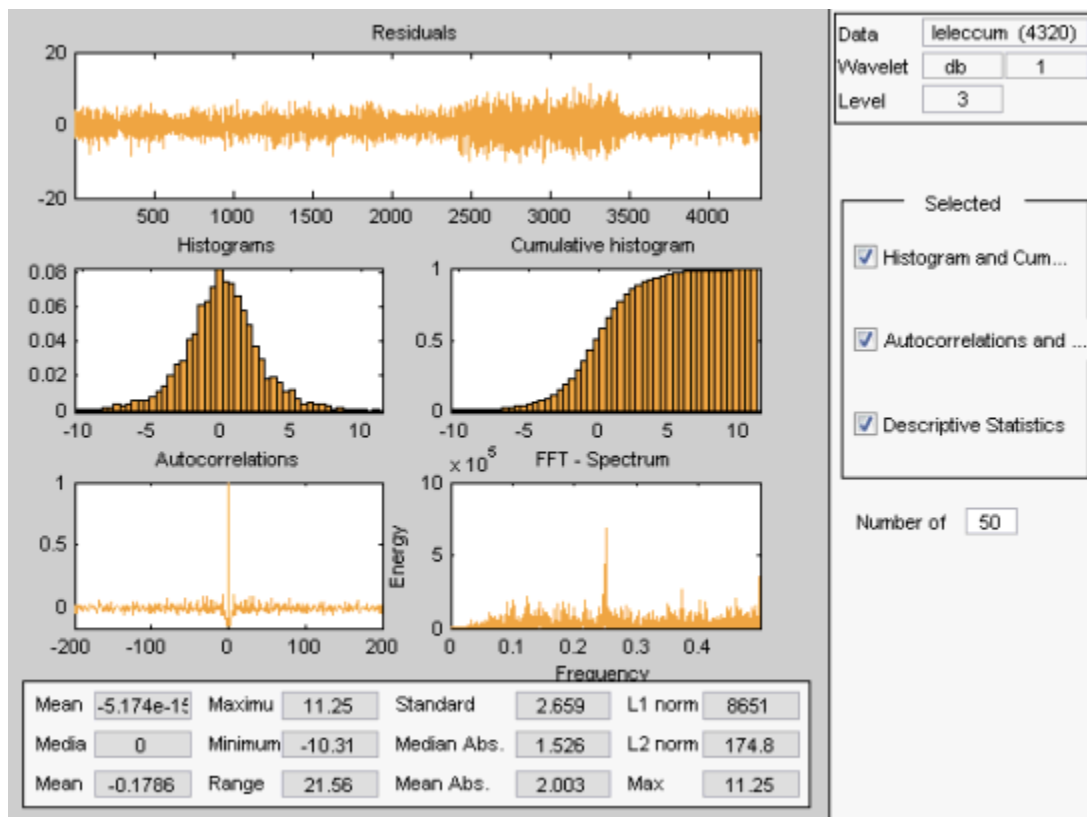 Residuals
20
0
-20
500 1000 1500 2000 2500 3000 3500 4000
Histograms
0.08
0.06
0.04
0.02
0
-10 -5 0 5 10
Cumulative histogram
1
0.5
0
-10 -5 0 5 10
Autocorrelations
1
0.5
0
-200 -100 0 100 200
× 10^5 FFT - Spectrum
Energy
10
5
0
0 0.1 0.2 0.3 0.4
Frequency
Mean -5.174e-15 Maximu 11.25 Standard 2.659 L1 norm 8651
Media 0 Minimum -10.31 Median Abs. 1.526 L2 norm 174.8
Mean -0.1786 Range 21.56 Mean Abs. 2.003 Max 11.25
Data leleccum (4320)
Wavelet db 1
Level 3
Selected
Histogram and Cum...
Autocorrelations and ...
Descriptive Statistics
Number of 50